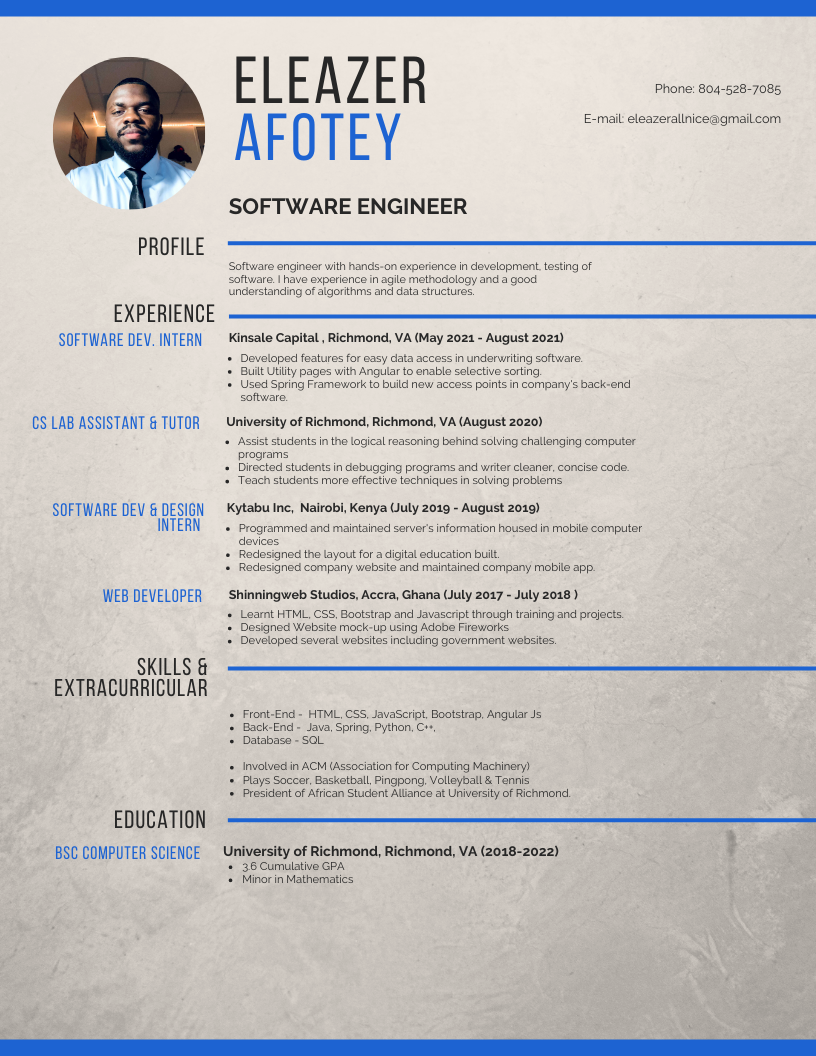 ELEAZER
AFOTEY
Phone: 804-528-7085
E-mail: eleazerallnice@gmail.com
SOFTWARE ENGINEER
PROFILE
Software engineer with hands-on experience in development, testing of
software. I have experience in agile methodology and a good
understanding of algorithms and data structures.
EXPERIENCE
SOFTWARE DEV. INTERN
Kinsale Capital , Richmond, VA (May 2021 - August 2021)
• Developed features for easy data access in underwriting software.
• Built Utility pages with Angular to enable selective sorting.
• Used Spring Framework to build new access points in company's back-end
software.
CS LAB ASSISTANT & TUTOR
University of Richmond, Richmond, VA (August 2020)
• Assist students in the logical reasoning behind solving challenging computer
programs
• Directed students in debugging programs and writer cleaner, concise code.
• Teach students more effective techniques in solving problems
SOFTWARE DEV & DESIGN
INTERN
Kytabu Inc, Nairobi, Kenya (July 2019 - August 2019)
• Programmed and maintained server's information housed in mobile computer
devices
• Redesigned the layout for a digital education built.
• Redesigned company website and maintained company mobile app.
WEB DEVELOPER
Shinningweb Studios, Accra, Ghana (July 2017 - July 2018 )
• Learnt HTML, CSS, Bootstrap and Javascript through training and projects.
• Designed Website mock-up using Adobe Fireworks
• Developed several websites including government websites.
SKILLS &
EXTRACURRICULAR
• Front-End - HTML, CSS, JavaScript, Bootstrap, Angular Js
• Back-End - Java, Spring, Python, C++,
• Database - SQL
• Involved in ACM (Association for Computing Machinery)
• Plays Soccer, Basketball, Pingpong, Volleyball & Tennis
• President of African Student Alliance at University of Richmond.
EDUCATION
BSC COMPUTER SCIENCE
University of Richmond, Richmond, VA (2018-2022)
• 3.6 Cumulative GPA
• Minor in Mathematics